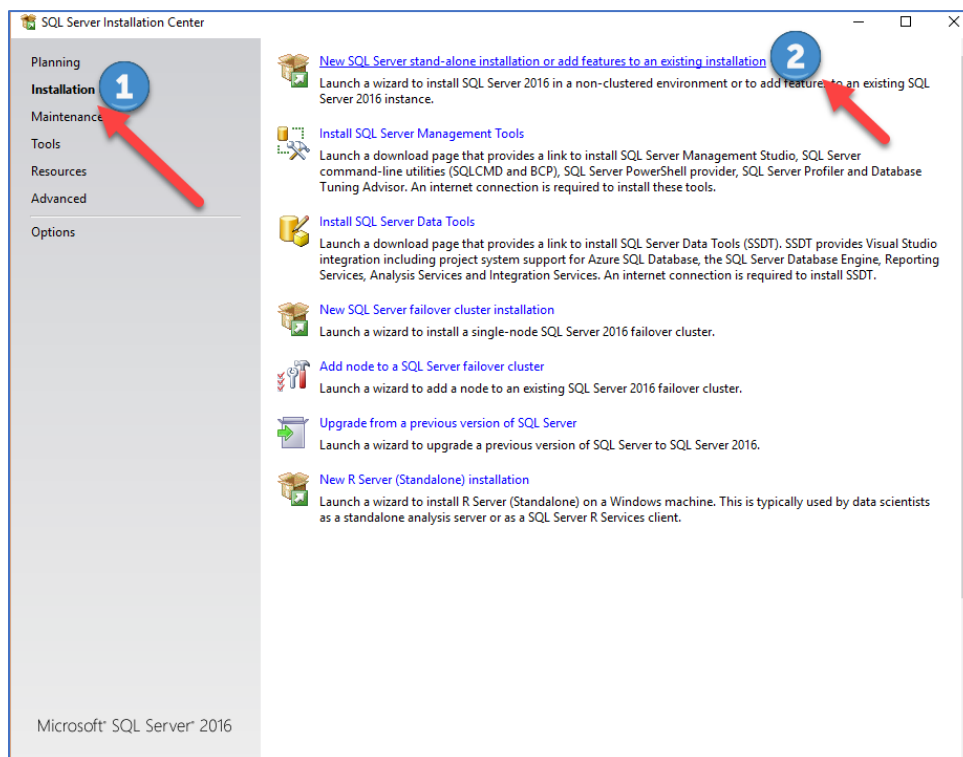 SQL Server Installation Center
Planning
Installation
Maintenance
Tools
Resources
Advanced
Options
1
2
New SQL Server stand-alone installation or add features to an existing installation
Launch a wizard to install SQL Server 2016 in a non-clustered environment or to add features to an existing SQL
Server 2016 instance.
Install SQL Server Management Tools
Launch a download page that provides a link to install SQL Server Management Studio, SQL Server
command-line utilities (SQLCMD and BCP), SQL Server PowerShell provider, SQL Server Profiler and Database
Tuning Advisor. An internet connection is required to install these tools.
Install SQL Server Data Tools
Launch a download page that provides a link to install SQL Server Data Tools (SSDT). SSDT provides Visual Studio
integration including project system support for Azure SQL Database, the SQL Server Database Engine, Reporting
Services, Analysis Services and Integration Services. An internet connection is required to install SSDT.
New SQL Server failover cluster installation
Launch a wizard to install a single-node SQL Server 2016 failover cluster.
Add node to a SQL Server failover cluster
Launch a wizard to add a node to an existing SQL Server 2016 failover cluster.
Upgrade from a previous version of SQL Server
Launch a wizard to upgrade a previous version of SQL Server to SQL Server 2016.
New R Server (Standalone) installation
Launch a wizard to install R Server (Standalone) on a Windows machine. This is typically used by data scientists
as a standalone analysis server or as a SQL Server R Services client.
Microsoft® SQL Server® 2016